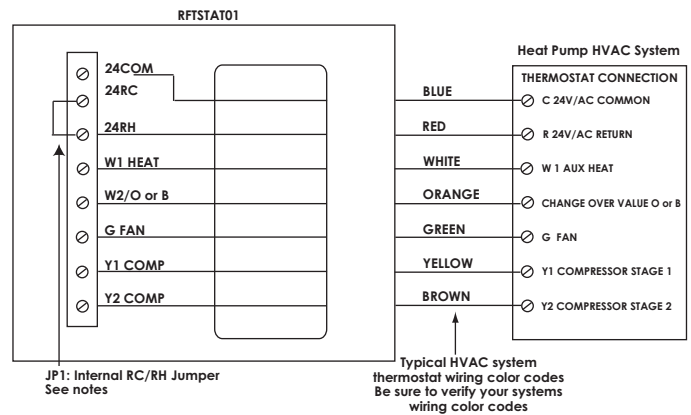 RFTSTAT01
Heat Pump HVAC System
THERMOSTAT CONNECTION
24COM
24RC
BLUE
C 24V/AC COMMON
24RH
RED
R 24V/AC RETURN
W1 HEAT
WHITE
W 1 AUX HEAT
W2/O or B
ORANGE
CHANGE OVER VALUE O or B
G FAN
GREEN
G FAN
Y1 COMP
YELLOW
Y1 COMPRESSOR STAGE 1
Y2 COMP
BROWN
Y2 COMPRESSOR STAGE 2
JP1: Internal RC/RH Jumper
See notes
Typical HVAC system
thermostat wiring color codes
Be sure to verify your systems
wiring color codes